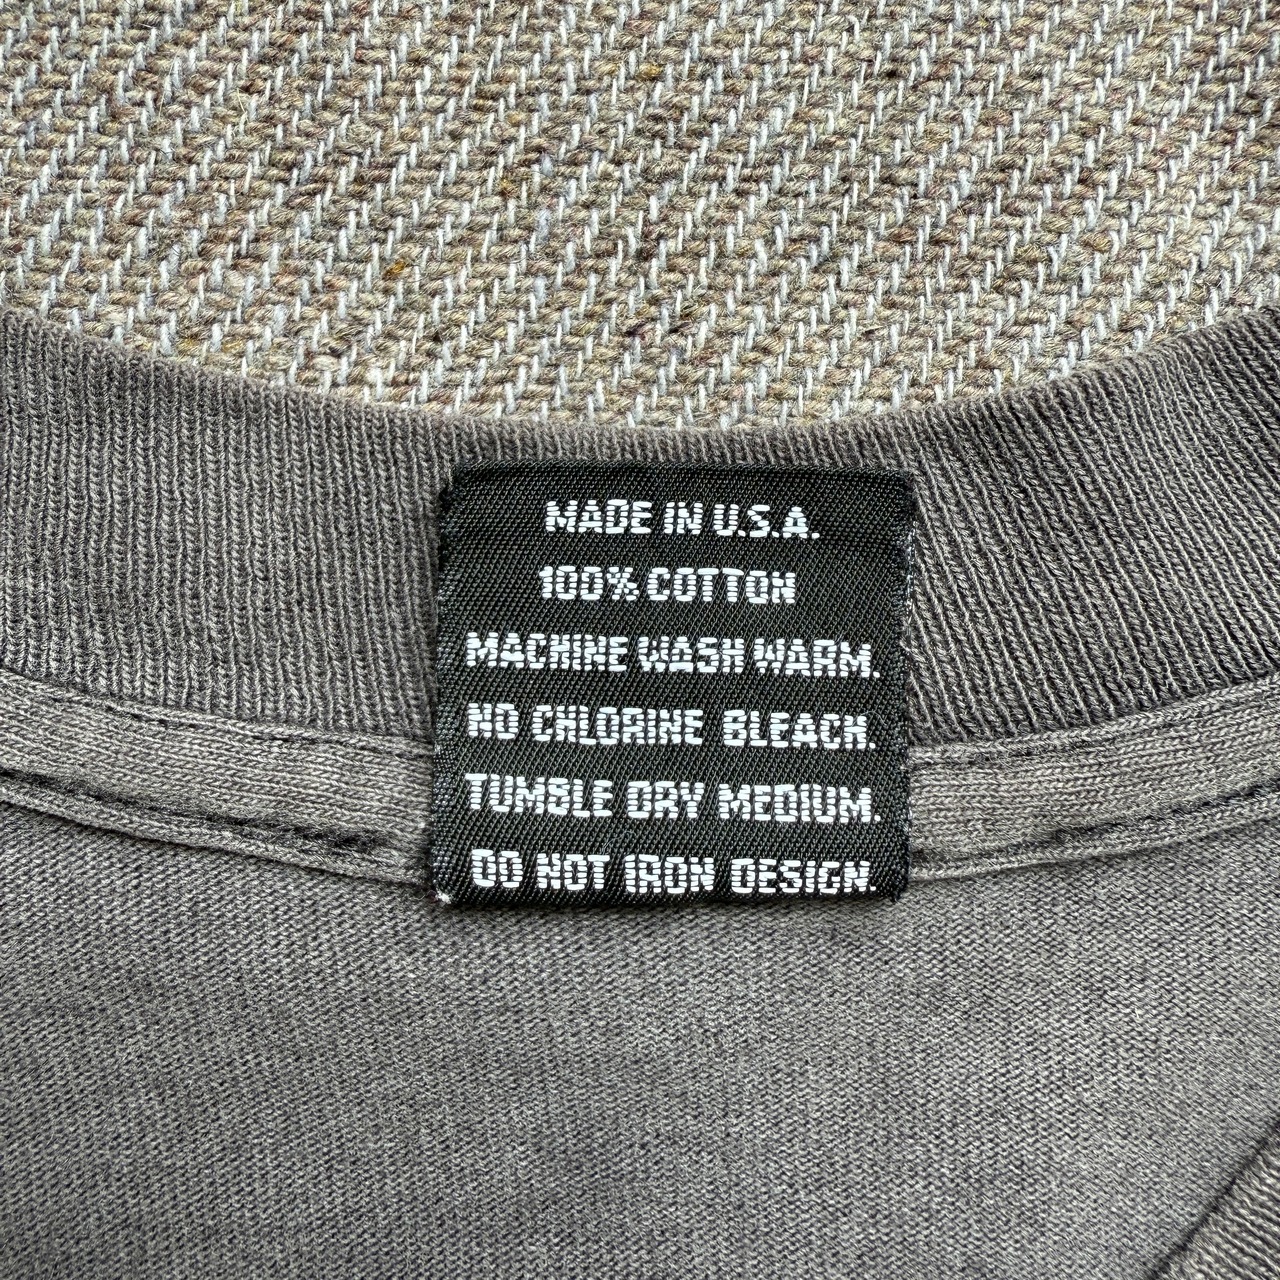 MADE IN U.S.A.
100% COTTON
MACHINE WASH WARM.
NO CHLORINE BLEACH.
TUMBLE DRY MEDIUM.
DO NOT IRON DESIGN.